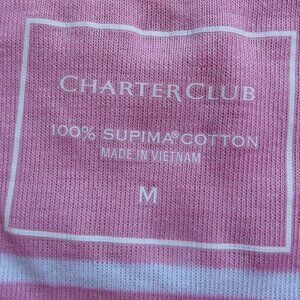 CHARTER CLUB
100% SUPIMA® COTTON
MADE IN VIETNAM
M